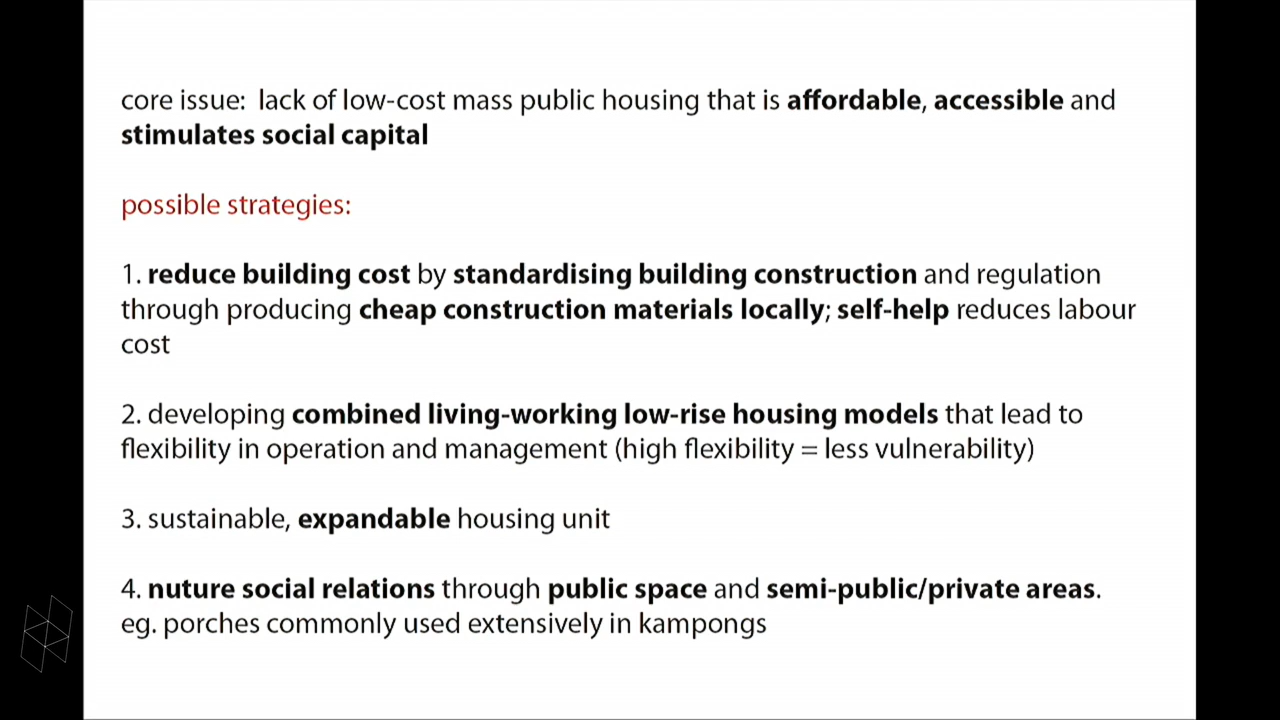 core issue:  lack of low-cost mass public housing that is affordable, accessible and
stimulates social capital
possible strategies:
1. reduce building cost by standardising building construction and regulation
through producing cheap construction materials locally; self-help reduces labour
cost
2. developing combined living-working low-rise housing models that lead to
flexibility in operation and management (high flexibility = less vulnerability)
3. sustainable, expandable housing unit
4. nuture social relations through public space and semi-public/private areas.
eg. porches commonly used extensively in kampongs